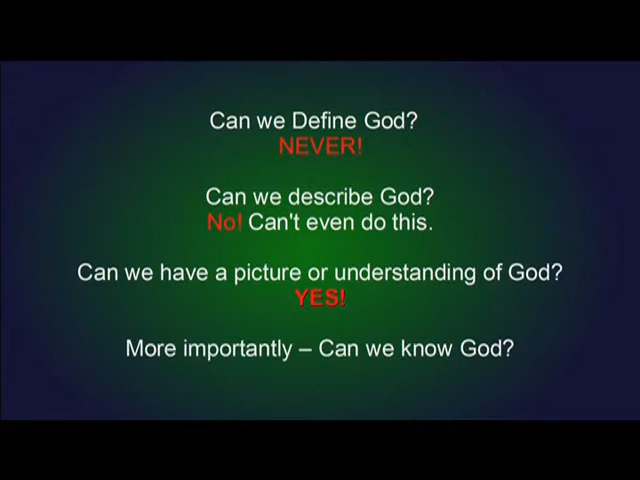 Can we Define God?
NEVER!
Can we describe God?
No! Can't even do this.
Can we have a picture or understanding of God?
YES!
More importantly – Can we know God?